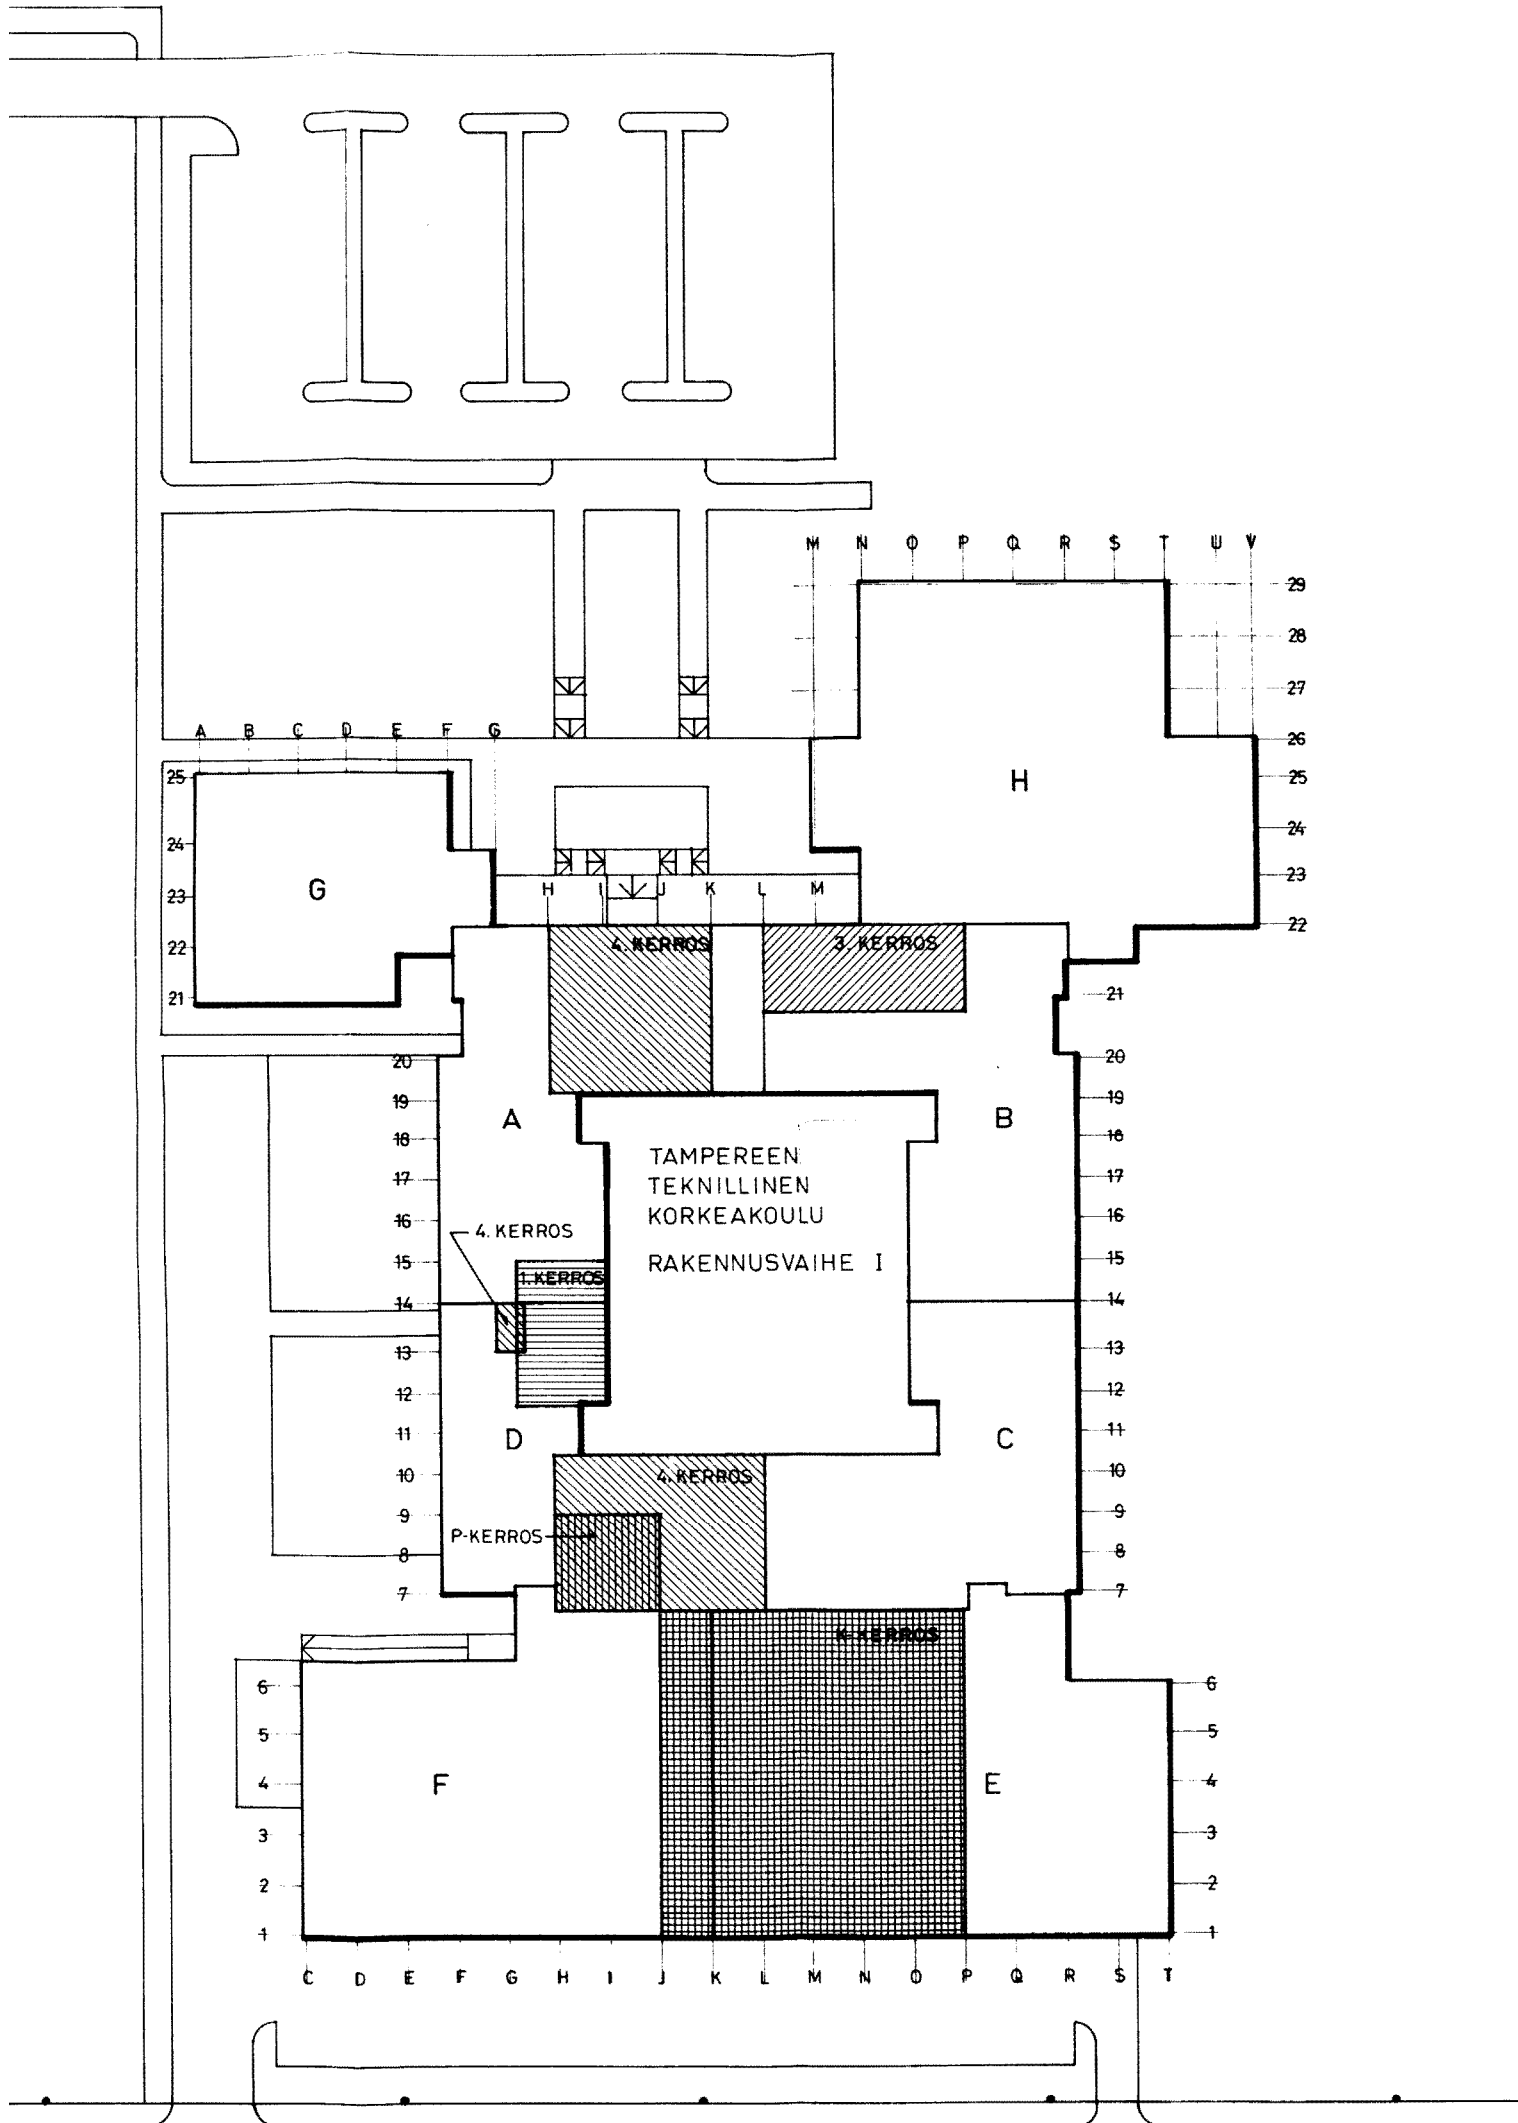 M N O P Q R S T U V
29
28
27
A B C D E F G
26
25
25
H
24
24
23
G
23
H I J K L M
22
4. KERROS
3. KERROS
22
21
21
20
20
19
19
A
B
18
18
TAMPEREEN
17
17
TEKNILLINEN
16
16
KORKEAKOULU
4. KERROS
15
15
RAKENNUSVAIHE I
1. KERROS
14
14
13
13
12
12
11
11
D
C
10
10
4. KERROS
9
9
P-KERROS
8
8
7
7
K-KERROS
6
6
5
5
4
4
F
E
3
3
2
2
1
1
C D E F G H I J K L M N O P Q R S T